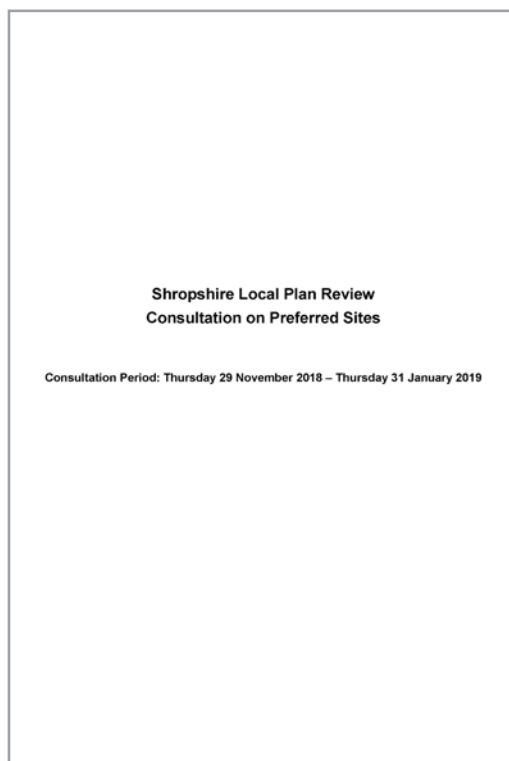 Shropshire Local Plan Review
Consultation on Preferred Sites
Consultation Period: Thursday 29 November 2018 – Thursday 31 January 2019